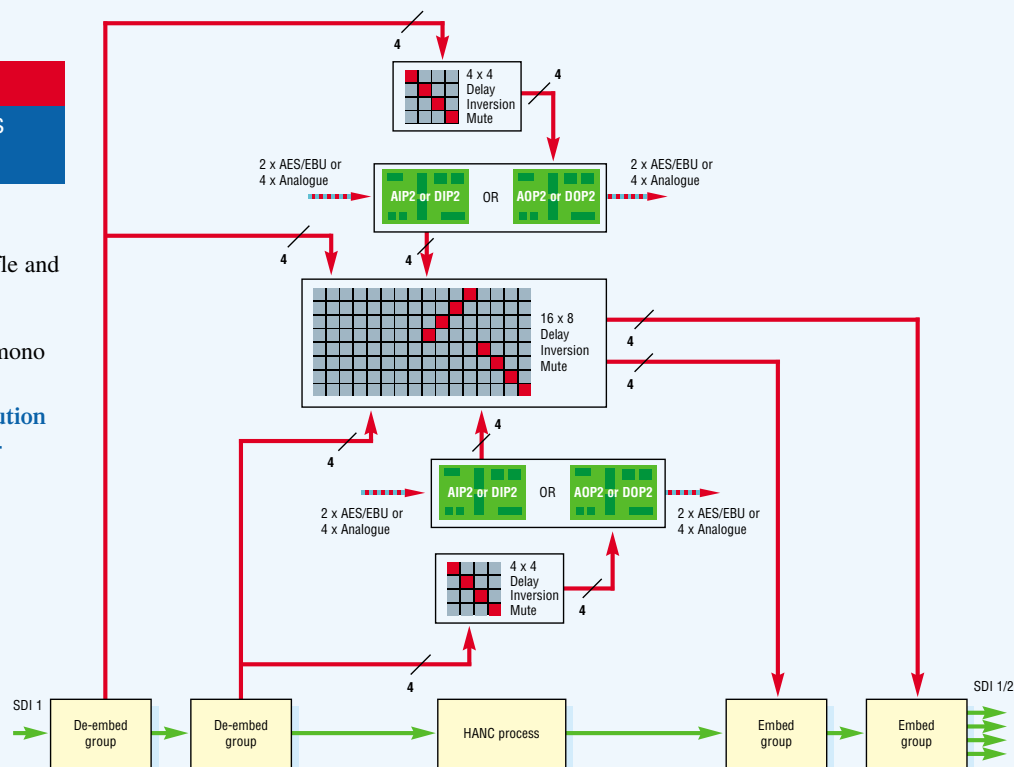 4
4 x 4
Delay
Inversion
Mute
4
S
2 x AES/EBU or
4 x Analogue
AIP2 or DIP2
OR
AOP2 or DOP2
2 x AES/EBU or
4 x Analogue
4
4
16 x 8
Delay
Inversion
Mute
4
4
mono
4
4
AIP2 or DIP2
OR
AOP2 or DOP2
2 x AES/EBU or
4 x Analogue
2 x AES/EBU or
4 x Analogue
4 x 4
Delay
Inversion
Mute
4
4
SDI 1
De-embed
group
De-embed
group
HANC process
Embed
group
Embed
group
SDI 1/2